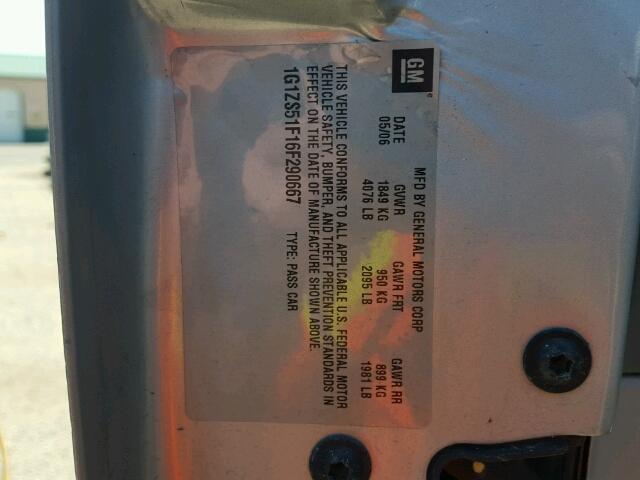 GM
MFD BY GENERAL MOTORS CORP
DATE GVWR GAWR FRT GAWR RR
05/06 1849 KG 950 KG 899 KG
4076 LB 2095 LB 1981 LB
THIS VEHICLE CONFORMS TO ALL APPLICABLE U.S. FEDERAL MOTOR
VEHICLE SAFETY, BUMPER, AND THEFT PREVENTION STANDARDS IN
EFFECT ON THE DATE OF MANUFACTURE SHOWN ABOVE.
1G1ZS51F16F290667 TYPE: PASS CAR